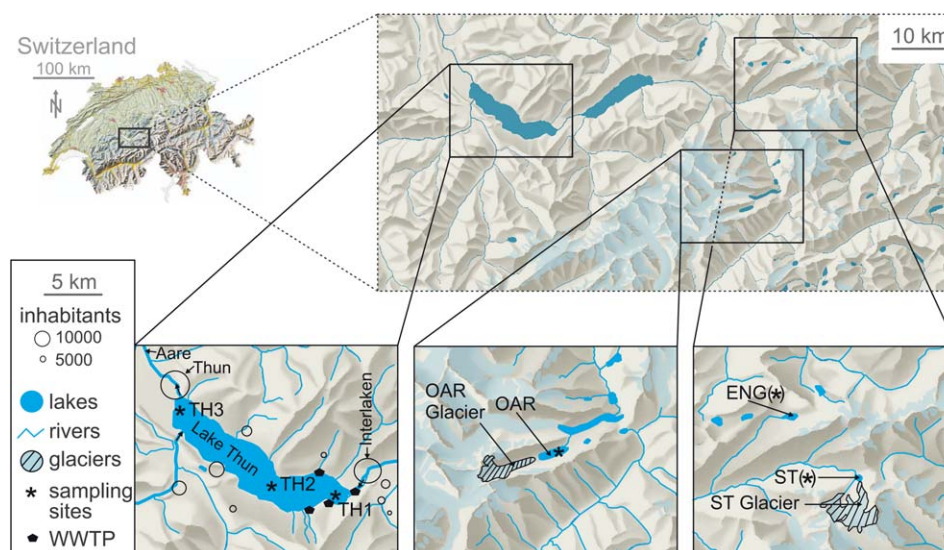 Switzerland
100 km
N
10 km
5 km
inhabitants
10000
5000
lakes
rivers
glaciers
sampling
sites
WWTP
Aare
Thun
TH3
Lake Thun
TH2
TH1
Interlaken
OAR
Glacier
OAR
ENG(*)
ST(*)
ST Glacier